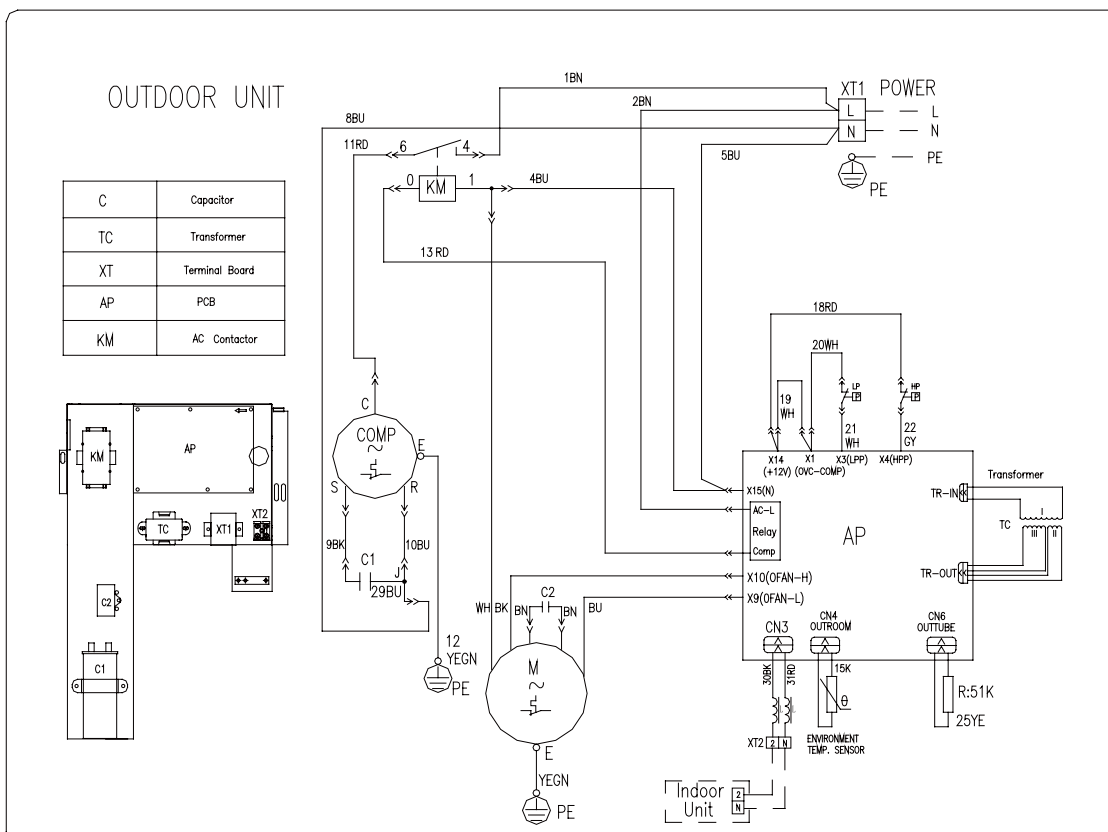 OUTDOOR UNIT
1BN
XT1 POWER
2BN
L L
N N
8BU
11RD 6 4
5BU
PE
PE
0 KM 1 4BU
13 RD
C Capacitor
TC Transformer
XT Terminal Board
AP PCB
KM AC Contactor
18RD
20WH
LP
P
HP
P
19
WH
21
WH
22
GY
X14
(+12V)
X1
(OVC-COMP)
X3(LPP)
X4(HPP)
C
COMP
~
E
S R
9BK
C1
10BU
J
29BU
12
YEGN
PE
KM
AP
TC
XT1
XT2
C2
C1
X15(N)
AC-L
Relay
Comp
X10(OFAN-H)
X9(OFAN-L)
AP
Transformer
TR-IN
TC
I
III II
TR-OUT
WH BK BN C2 BN BU
M
~
E
YEGN
PE
CN3
CN4
OUTROOM
CN6
OUTTUBE
30BK
31RD
15K
θ
R:51K
25YE
XT2 2 N
ENVIRONMENT
TEMP. SENSOR
Indoor
Unit
2
N